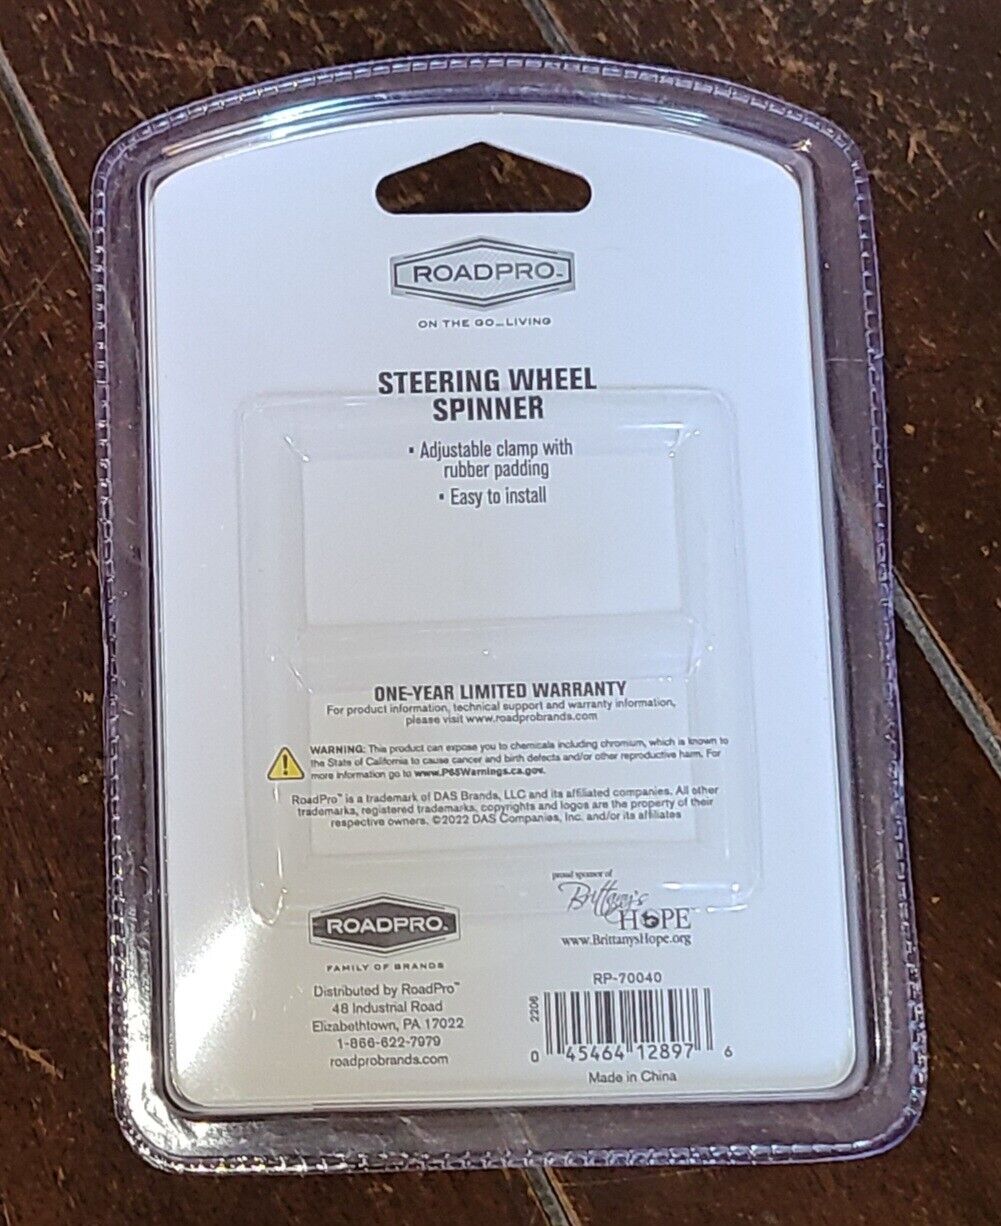 ROADPRO™
ON THE GO...LIVING
STEERING WHEEL
SPINNER
▪ Adjustable clamp with
rubber padding
▪ Easy to install
ONE-YEAR LIMITED WARRANTY
For product information, technical support and warranty information,
please visit www.roadprobrands.com
WARNING: This product can expose you to chemicals including chromium, which is known to
the State of California to cause cancer and birth defects and/or other reproductive harm. For
more information go to www.P65Warnings.ca.gov.
RoadPro™ is a trademark of DAS Brands, LLC and its affiliated companies. All other
trademarks, registered trademarks, copyrights and logos are the property of their
respective owners. ©2022 DAS Companies, Inc. and/or its affiliates
ROADPRO™
FAMILY OF BRANDS
Distributed by RoadPro™
48 Industrial Road
Elizabethtown, PA 17022
1-866-622-7979
roadprobrands.com
proud sponsor of
Brittany's
HOPE™
www.BrittanysHope.org
RP-70040
2206
0 45464 12897 6
Made in China